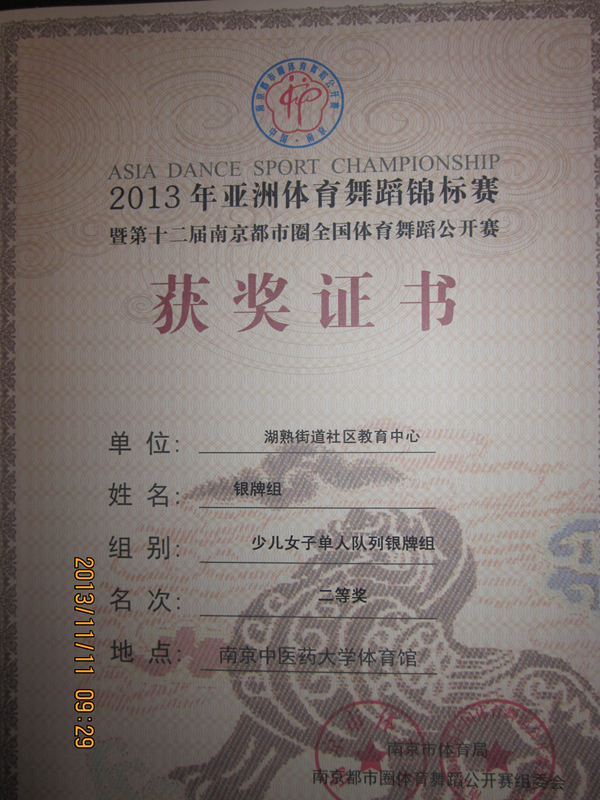 ASIA DANCE SPORT CHAMPIONSHIP
2013年亚洲体育舞蹈锦标赛
暨第十二届南京都市圈全国体育舞蹈公开赛
获奖证书
单 位: 湖熟街道社区教育中心
姓 名: 银牌组
组 别: 少儿女子单人队列银牌组
名 次: 二等奖
地 点: 南京中医药大学体育馆
南京市体育局
南京都市圈体育舞蹈公开赛组委会
2013/11/11 09:29